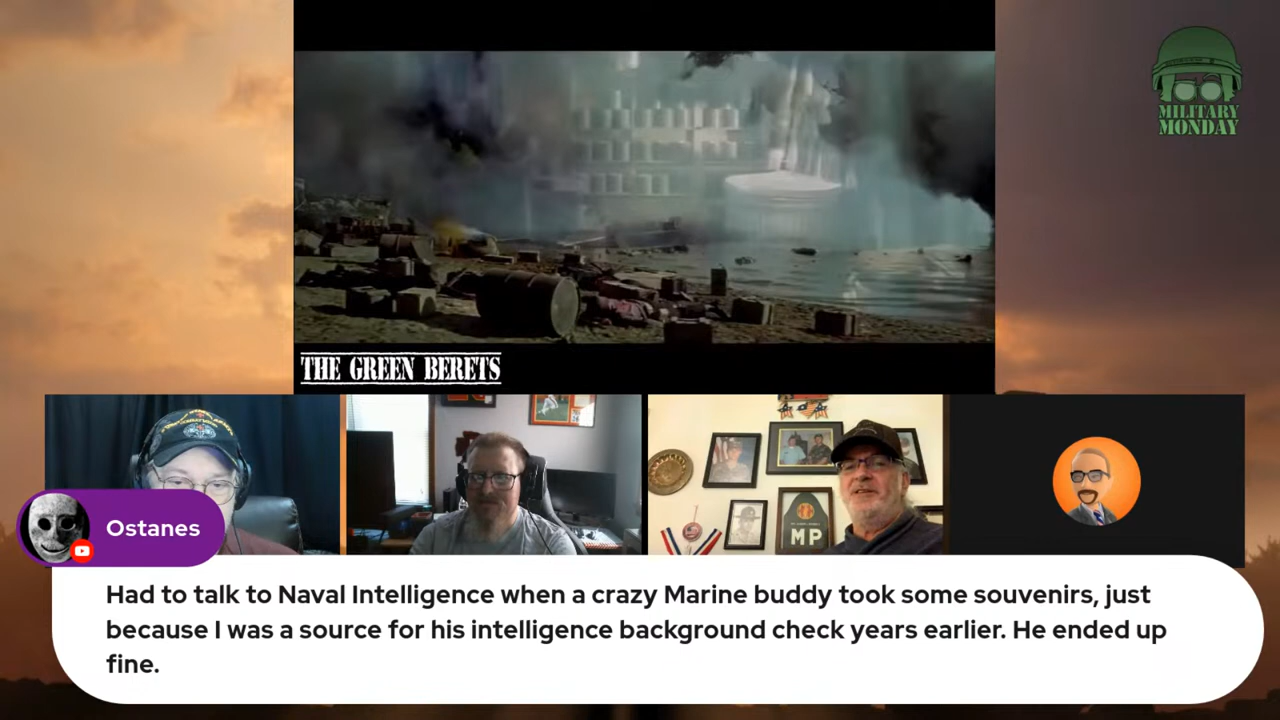 MILITARY
MONDAY
THE GREEN BERETS
MP
Ostanes
Had to talk to Naval Intelligence when a crazy Marine buddy took some souvenirs, just
because I was a source for his intelligence background check years earlier. He ended up
fine.